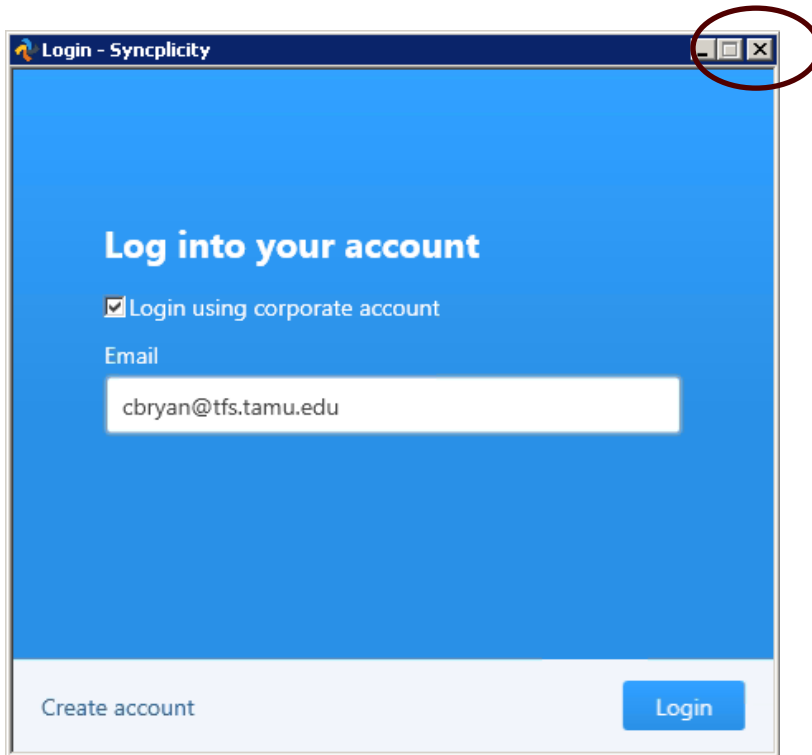 Login - Syncplicity
Log into your account
Login using corporate account
Email
cbryan@tfs.tamu.edu
Create account
Login